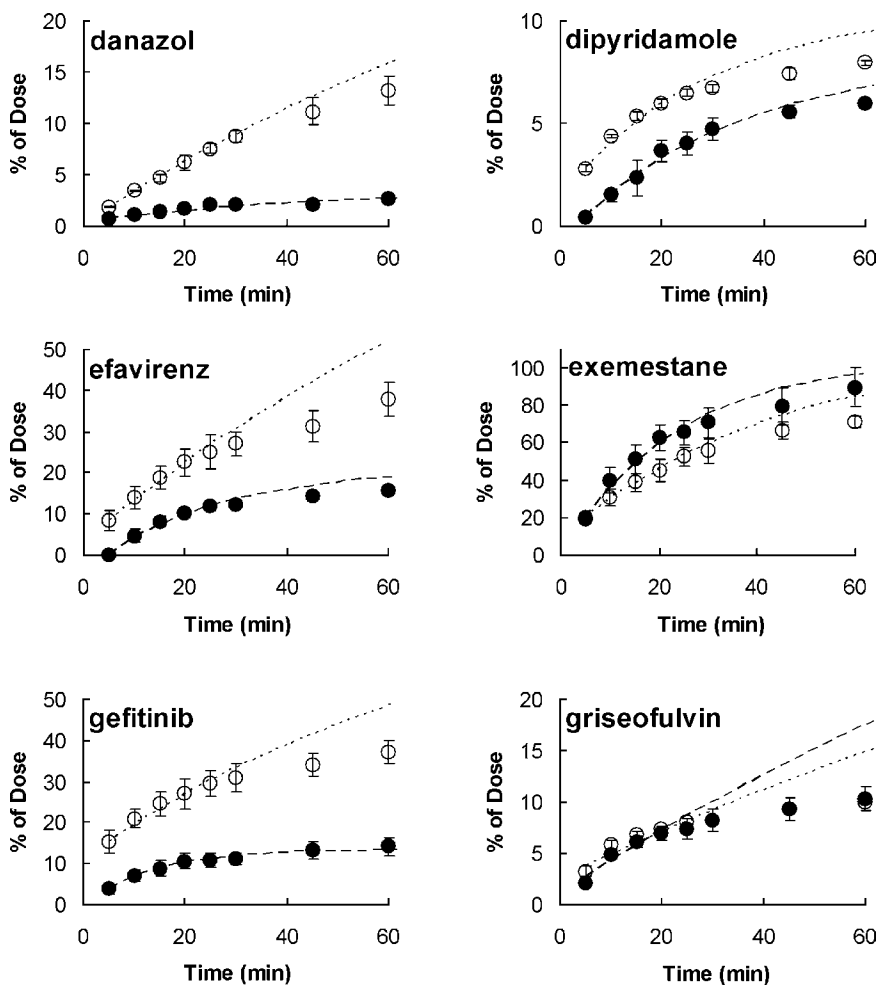 danazol
% of Dose
20
15
10
5
0
0 20 40 60
Time (min)
dipyridamole
% of Dose
10
5
0
0 20 40 60
Time (min)
efavirenz
% of Dose
50
40
30
20
10
0
0 20 40 60
Time (min)
exemestane
% of Dose
100
80
60
40
20
0
0 20 40 60
Time (min)
gefitinib
% of Dose
50
40
30
20
10
0
0 20 40 60
Time (min)
griseofulvin
% of Dose
20
15
10
5
0
0 20 40 60
Time (min)